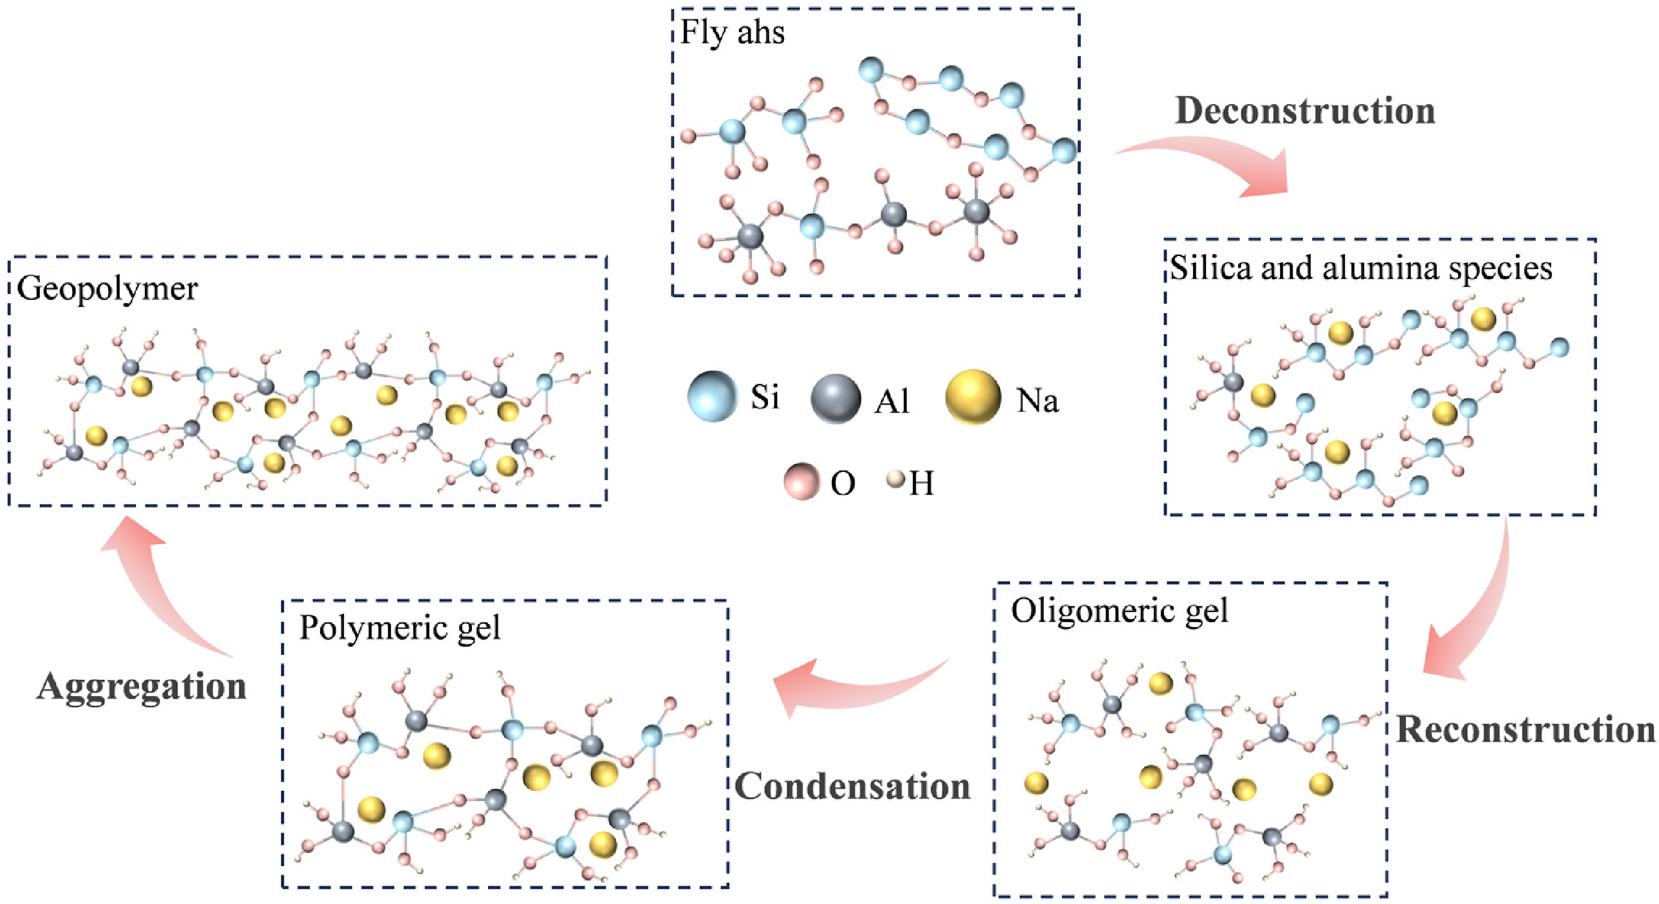 Fly ahs
Deconstruction
Silica and alumina species
Geopolymer
Si
Al
Na
O
H
Oligomeric gel
Polymeric gel
Aggregation
Reconstruction
Condensation